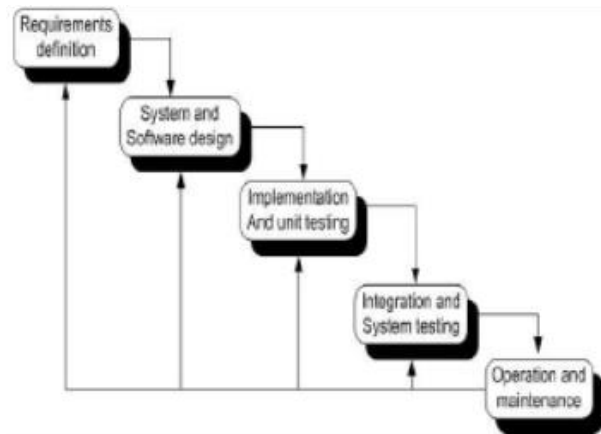 Requirements
definition
System and
Software design
Implementation
And unit testing
Integration and
System testing
Operation and
maintenance